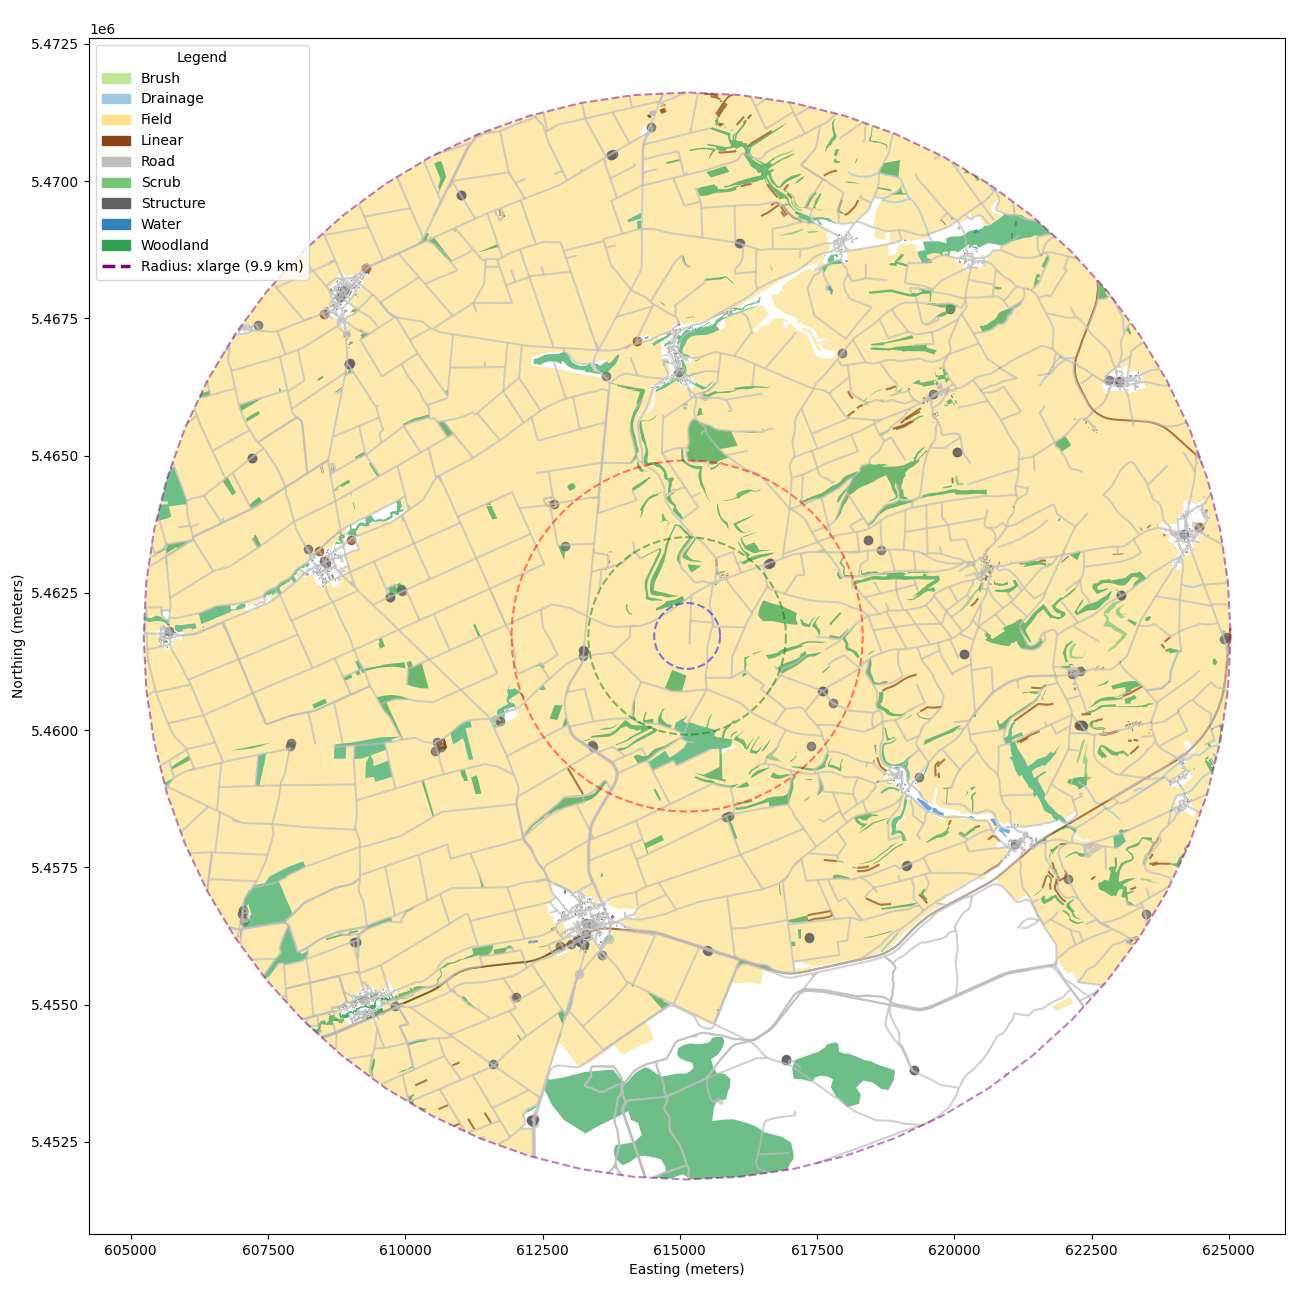 1e6
5.4725
5.4700
5.4675
5.4650
5.4625
5.4600
5.4575
5.4550
5.4525
Northing (meters)
Legend
Brush
Drainage
Field
Linear
Road
Scrub
Structure
Water
Woodland
Radius: xlarge (9.9 km)
605000 607500 610000 612500 615000 617500 620000 622500 625000
Easting (meters)